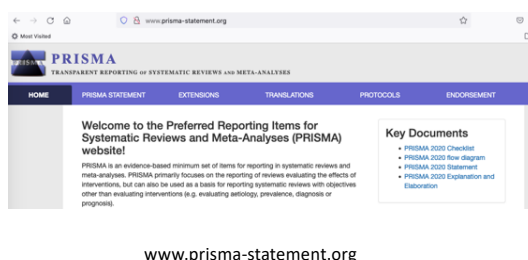 www.prisma-statement.org
Most Visited
PRISMA
TRANSPARENT REPORTING OF SYSTEMATIC REVIEWS AND META-ANALYSES
HOME PRISMA STATEMENT EXTENSIONS TRANSLATIONS PROTOCOLS ENDORSEMENT
Welcome to the Preferred Reporting Items for
Systematic Reviews and Meta-Analyses (PRISMA)
website!
PRISMA is an evidence-based minimum set of items for reporting in systematic reviews and
meta-analyses. PRISMA primarily focuses on the reporting of reviews evaluating the effects of
interventions, but can also be used as a basis for reporting systematic reviews with objectives
other than evaluating interventions (e.g. evaluating aetiology, prevalence, diagnosis or
prognosis).
Key Documents
• PRISMA 2020 Checklist
• PRISMA 2020 flow diagram
• PRISMA 2020 Statement
• PRISMA 2020 Explanation and
Elaboration
www.prisma-statement.org